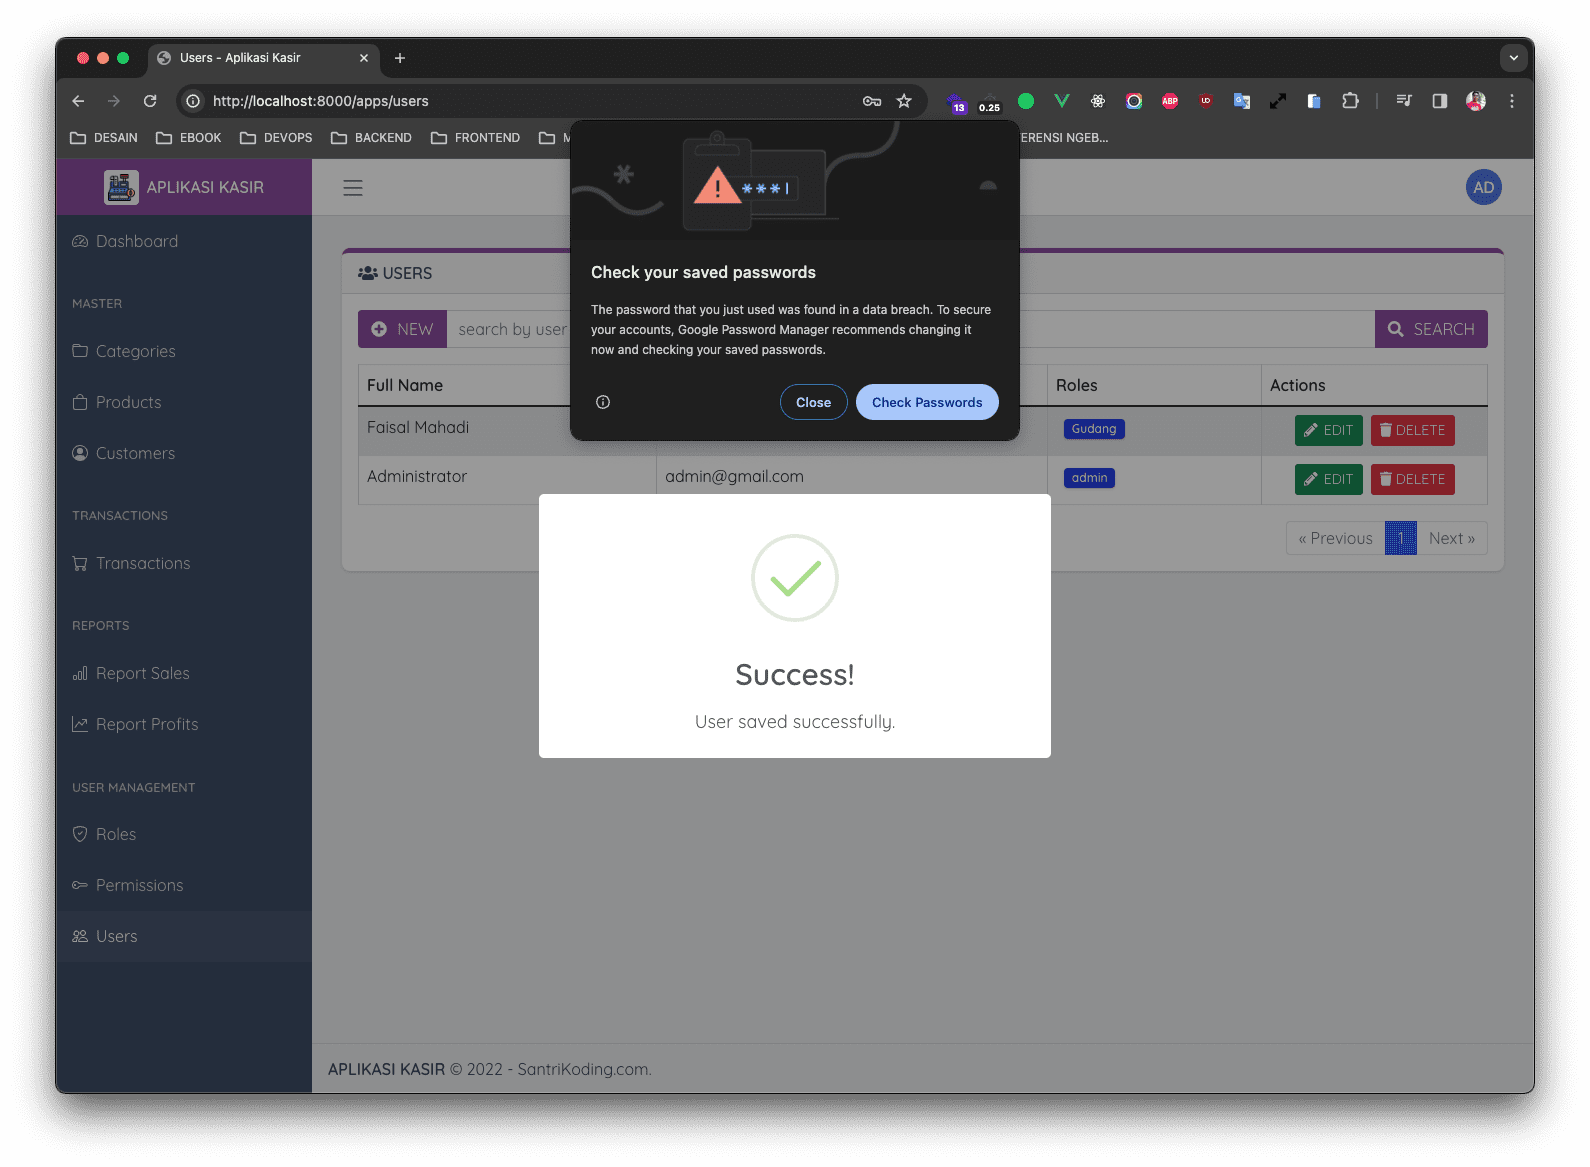 Users - Aplikasi Kasir
http://localhost:8000/apps/users
13
0.25
ABP
DESAIN
EBOOK
DEVOPS
BACKEND
FRONTEND
ERENSI NGEB...
APLIKASI KASIR
AD
***
Check your saved passwords
The password that you just used was found in a data breach. To secure
your accounts, Google Password Manager recommends changing it
now and checking your saved passwords.
Close
Check Passwords
Dashboard
MASTER
Categories
Products
Customers
TRANSACTIONS
Transactions
REPORTS
Report Sales
Report Profits
USER MANAGEMENT
Roles
Permissions
Users
USERS
NEW
search by user
SEARCH
Full Name
Roles
Actions
Faisal Mahadi
Gudang
EDIT
DELETE
Administrator
admin@gmail.com
admin
EDIT
DELETE
« Previous
1
Next »
Success!
User saved successfully.
APLIKASI KASIR © 2022 - SantriKoding.com.